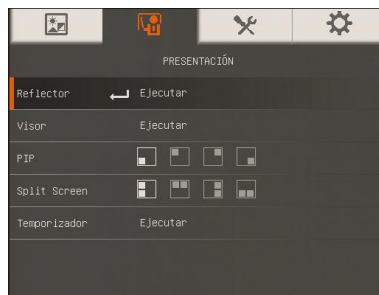 PRESENTACIÓN
Reflector Ejecutar
Visor Ejecutar
PIP
Split Screen
Temporizador Ejecutar